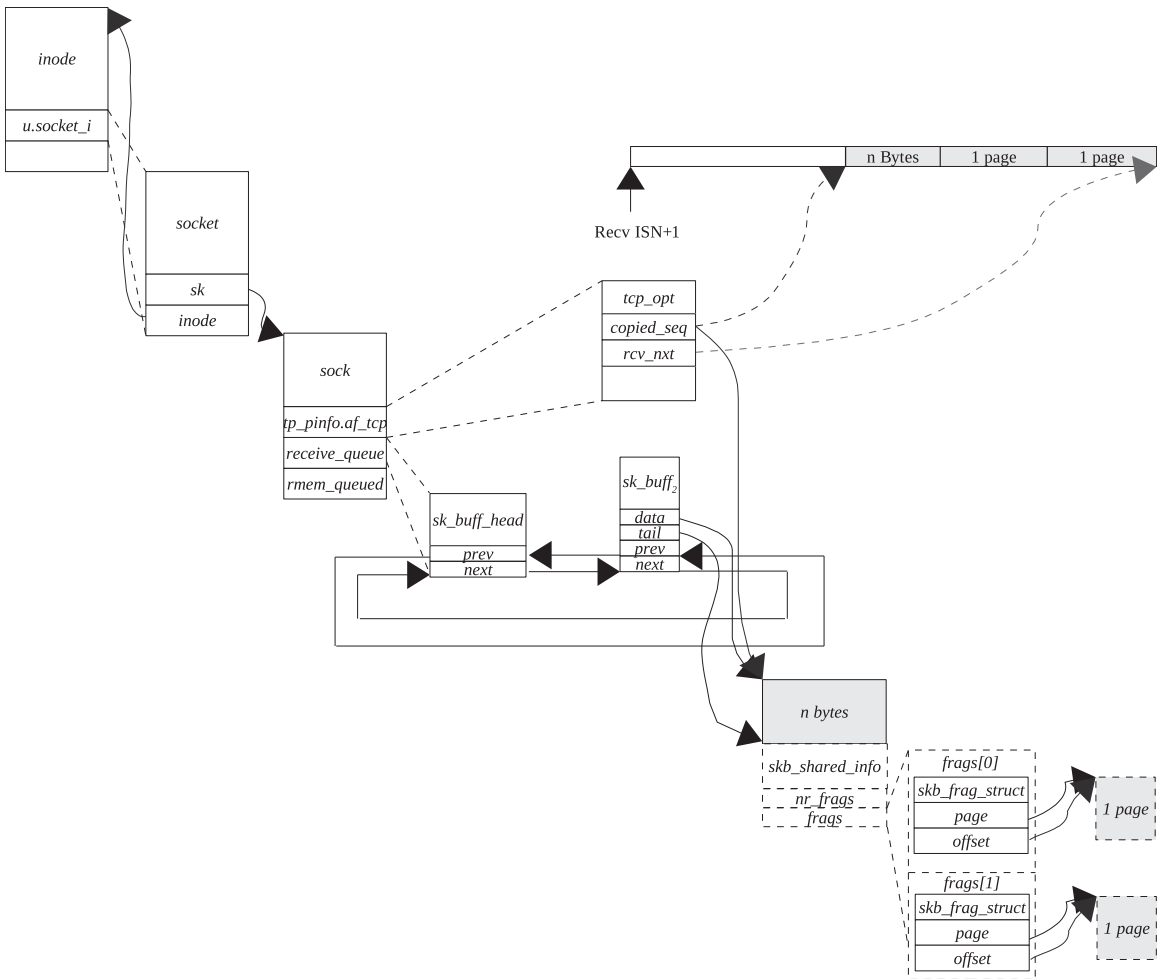 inode
u.socket_i
n Bytes 1 page 1 page
socket
Recv ISN+1
sk
inode
tcp_opt
copied_seq
rcv_nxt
sock
tp_pinfo.af_tcp
receive_queue
rmem_queued
sk_buff_head
prev
next
sk_buff2
data
tail
prev
next
n bytes
skb_shared_info
nr_frags
frags
frags[0]
skb_frag_struct
page
offset
1 page
frags[1]
skb_frag_struct
page
offset
1 page